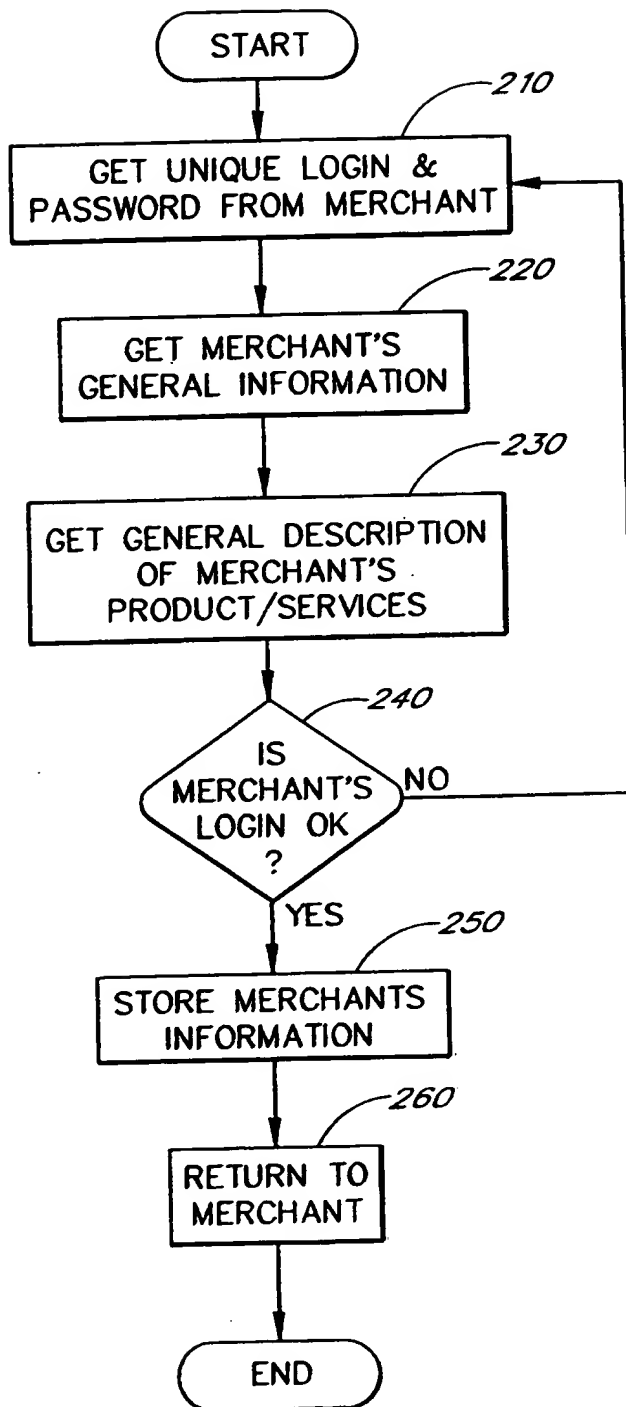 START
210
GET UNIQUE LOGIN &
PASSWORD FROM MERCHANT
220
GET MERCHANT'S
GENERAL INFORMATION
230
GET GENERAL DESCRIPTION
OF MERCHANT'S
PRODUCT/SERVICES
240
IS
MERCHANT'S
LOGIN OK
?
NO
YES
250
STORE MERCHANTS
INFORMATION
260
RETURN TO
MERCHANT
END